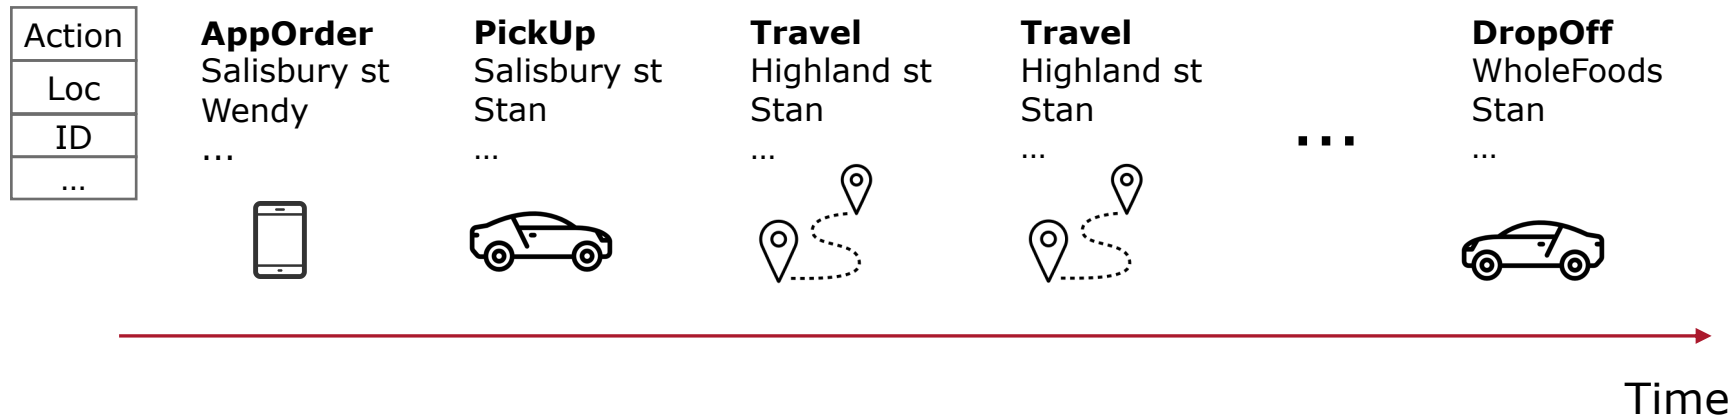 Action
Loc
ID
...
AppOrder
Salisbury st
Wendy
...
PickUp
Salisbury st
Stan
...
Travel
Highland st
Stan
...
Travel
Highland st
Stan
...
...
DropOff
WholeFoods
Stan
...
Time